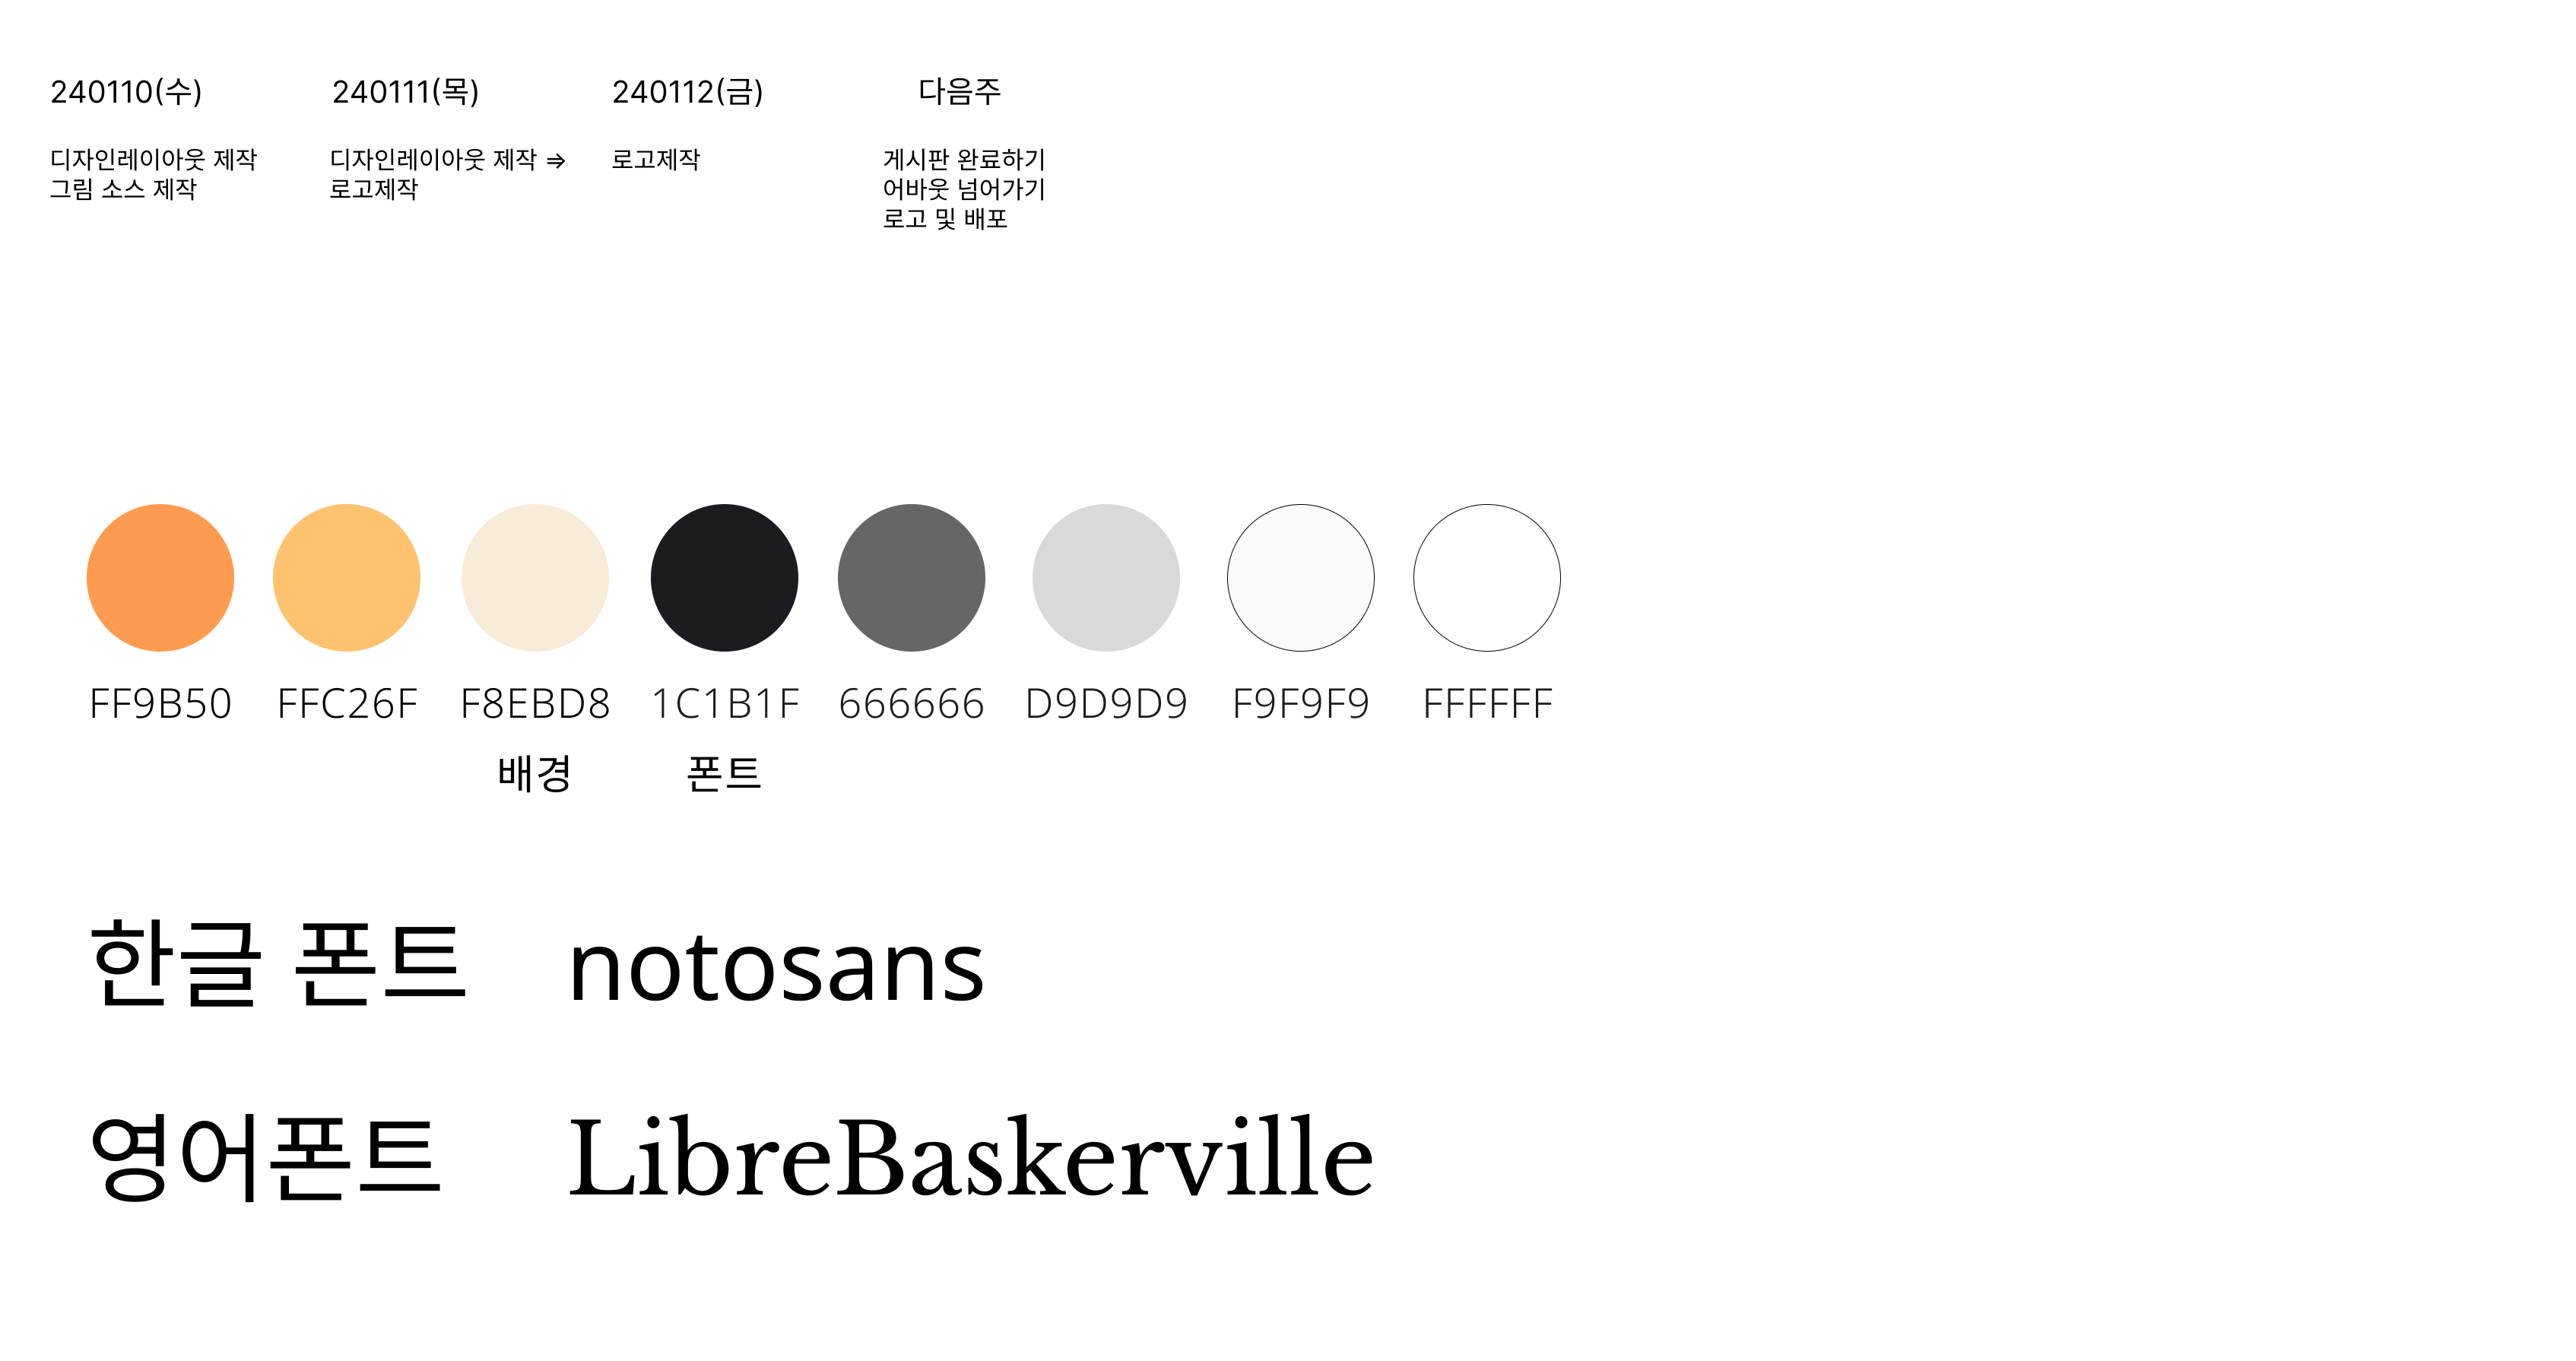 240110(수)
디자인레이아웃 제작
그림 소스 제작
240111(목)
디자인레이아웃 제작 ⇒
로고제작
240112(금)
로고제작
다음주
게시판 완료하기
어바웃 넘어가기
로고 및 배포
FF9B50 FFC26F F8EBD8 1C1B1F 666666 D9D9D9 F9F9F9 FFFFFF
배경 폰트
한글 폰트 notosans
영어폰트 LibreBaskerville